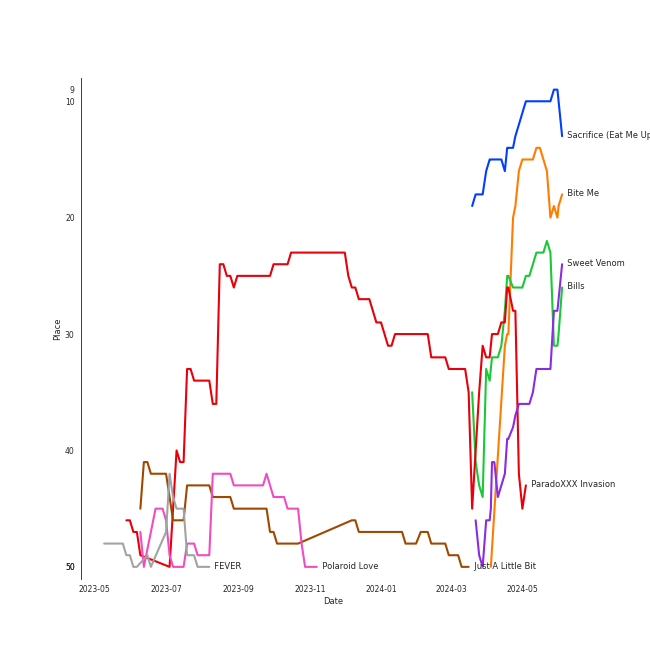 9
10
Sacrifice (Eat Me Up
Bite Me
20
Sweet Venom
Bills
Place
30
40
ParadoXXX Invasion
50
FEVER
Polaroid Love
Just A Little Bit
2023-05
2023-07
2023-09
2023-11
2024-01
2024-03
2024-05
Date